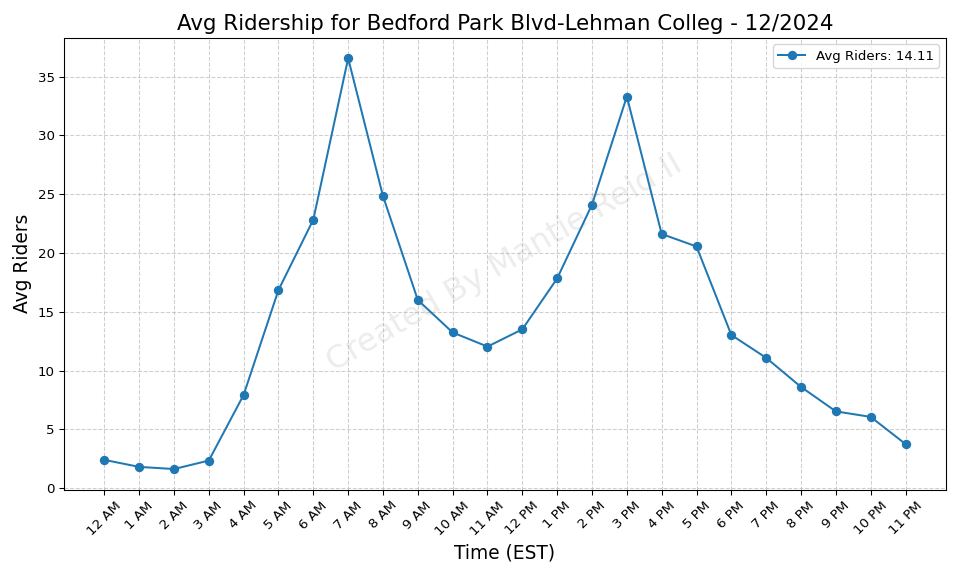 Avg Ridership for Bedford Park Blvd-Lehman Colleg - 12/2024
Avg Riders: 14.11
35
30
25
20
15
10
5
0
Avg Riders
Created By Mantle Reid II
12 AM
1 AM
2 AM
3 AM
4 AM
5 AM
6 AM
7 AM
8 AM
9 AM
10 AM
11 AM
12 PM
1 PM
2 PM
3 PM
4 PM
5 PM
6 PM
7 PM
8 PM
9 PM
10 PM
11 PM
Time (EST)